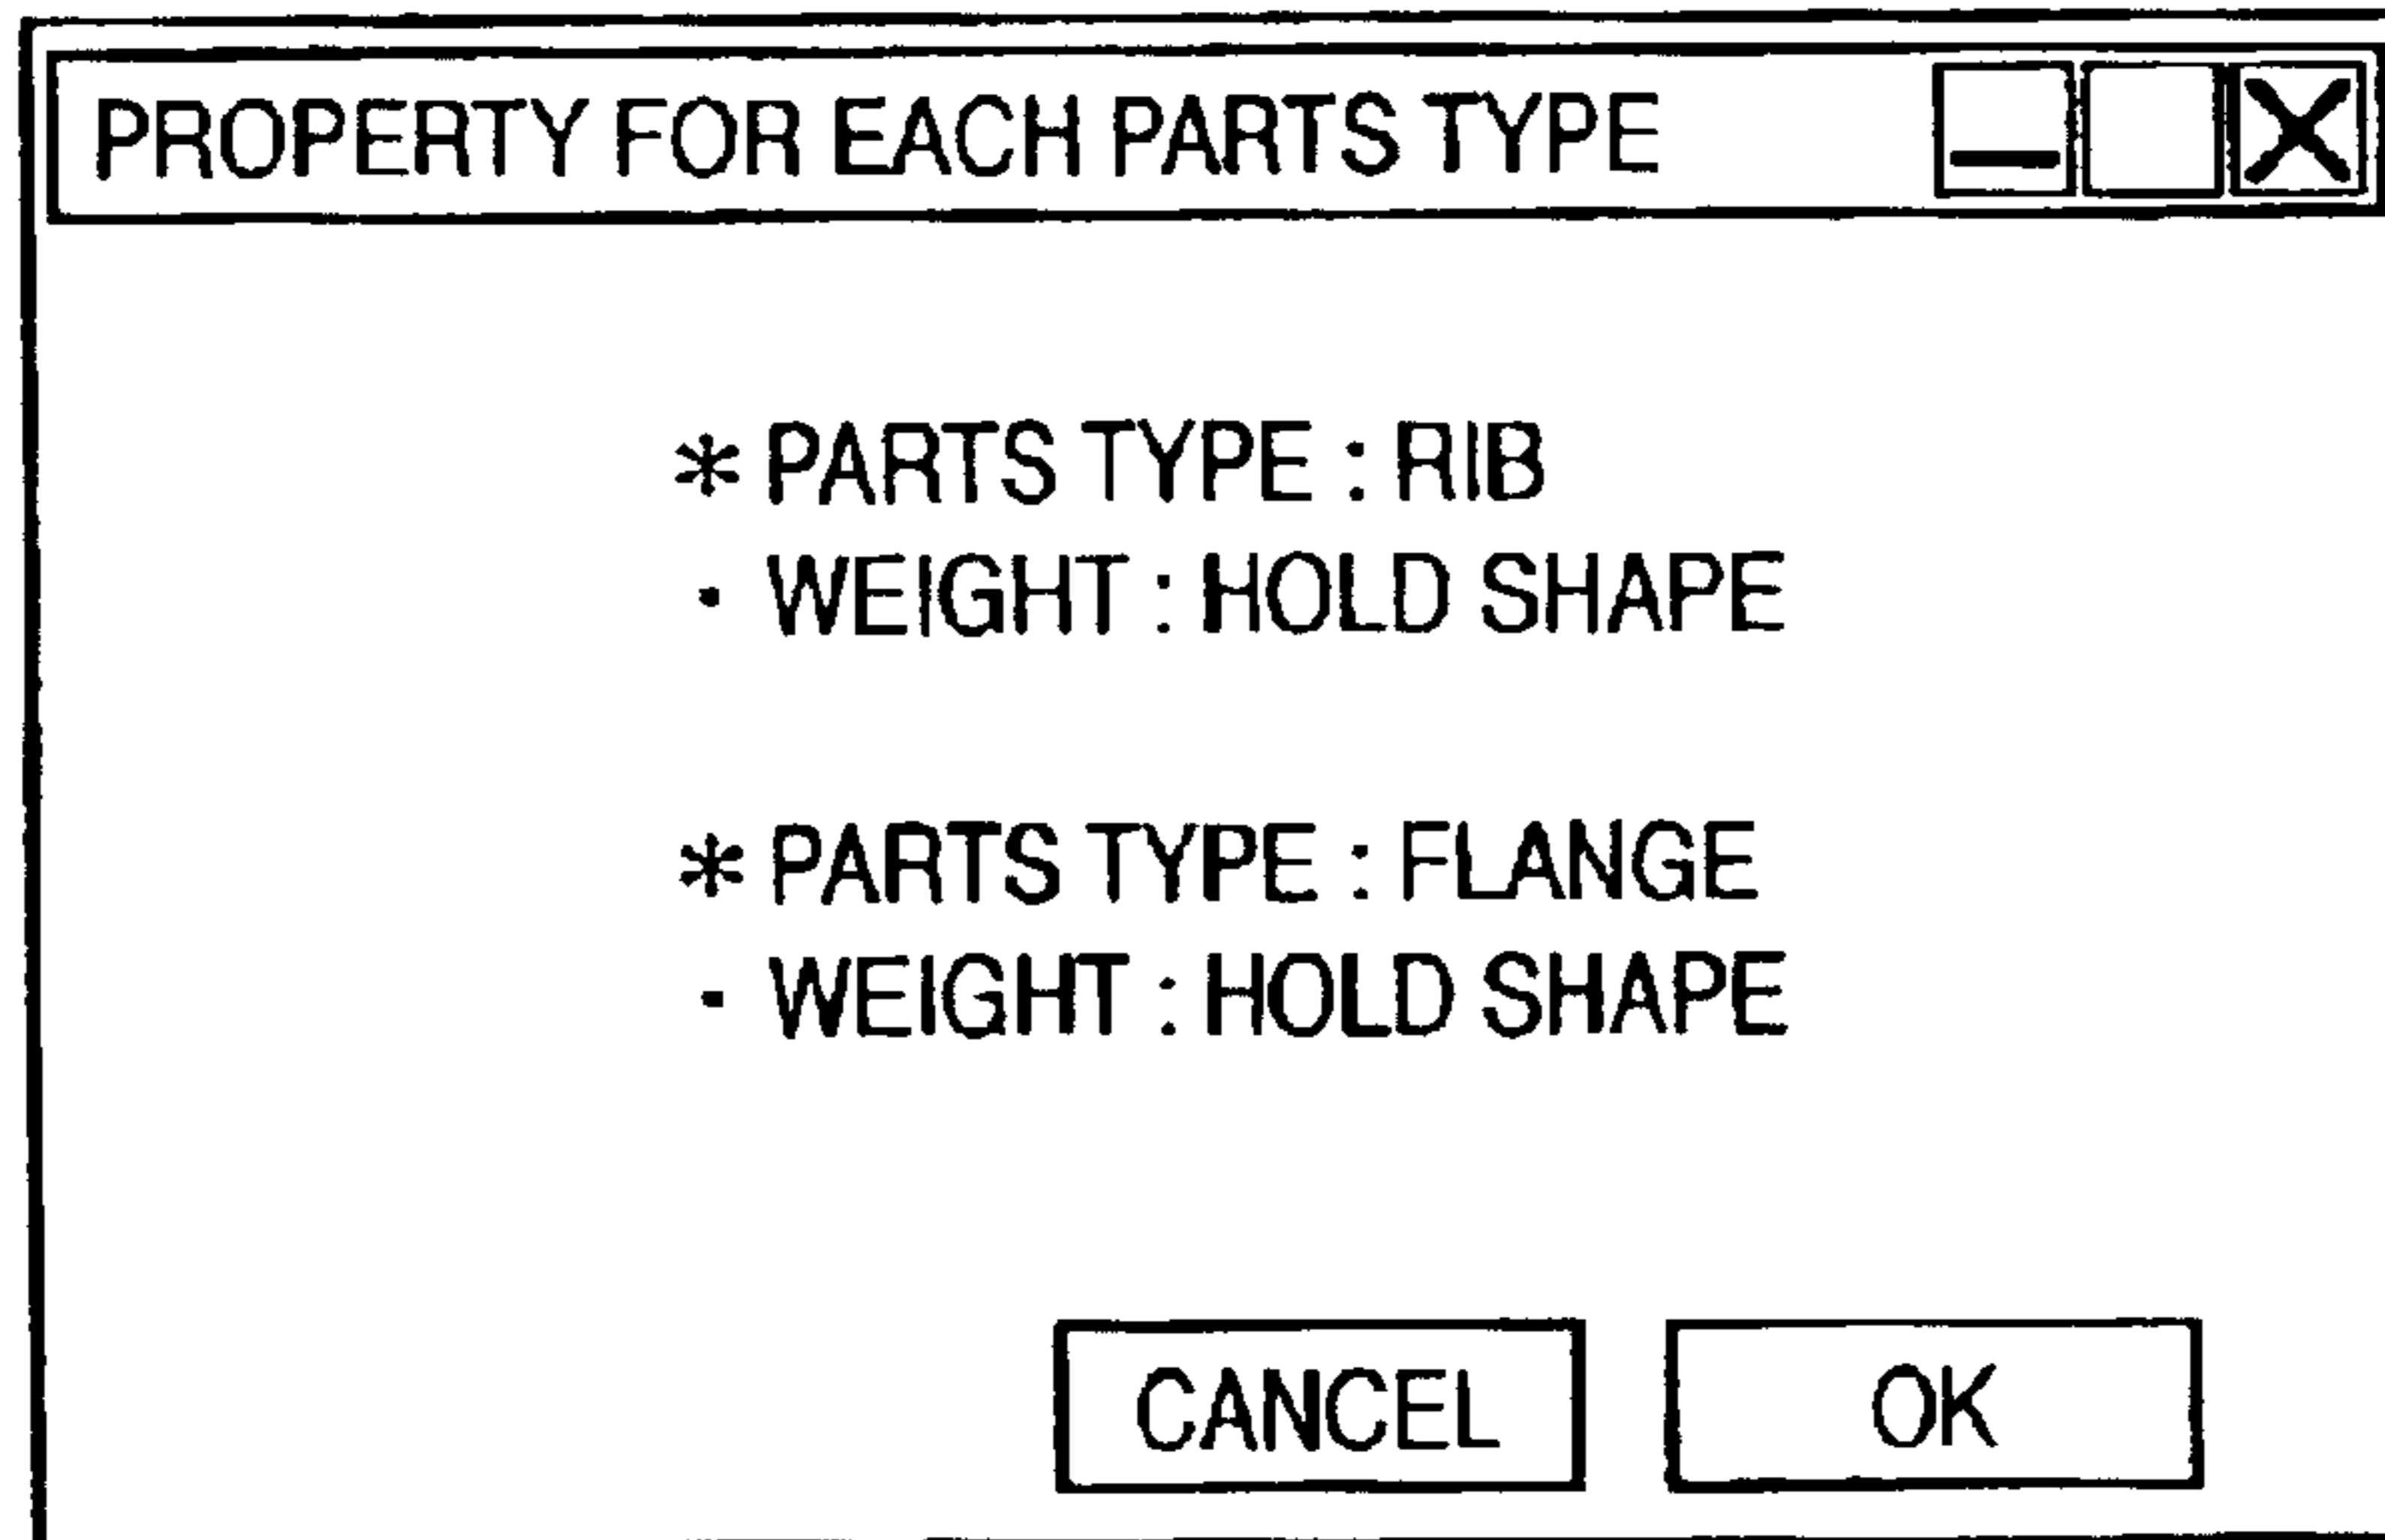 PROPERTY FOR EACH PARTS TYPE
* PARTS TYPE : RIB
· WEIGHT : HOLD SHAPE
* PARTS TYPE : FLANGE
· WEIGHT : HOLD SHAPE
CANCEL OK